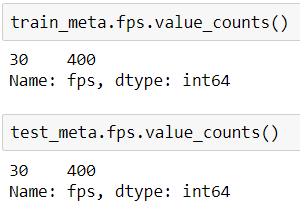 train_meta.fps.value_counts()
30    400
Name: fps, dtype: int64
test_meta.fps.value_counts()
30    400
Name: fps, dtype: int64